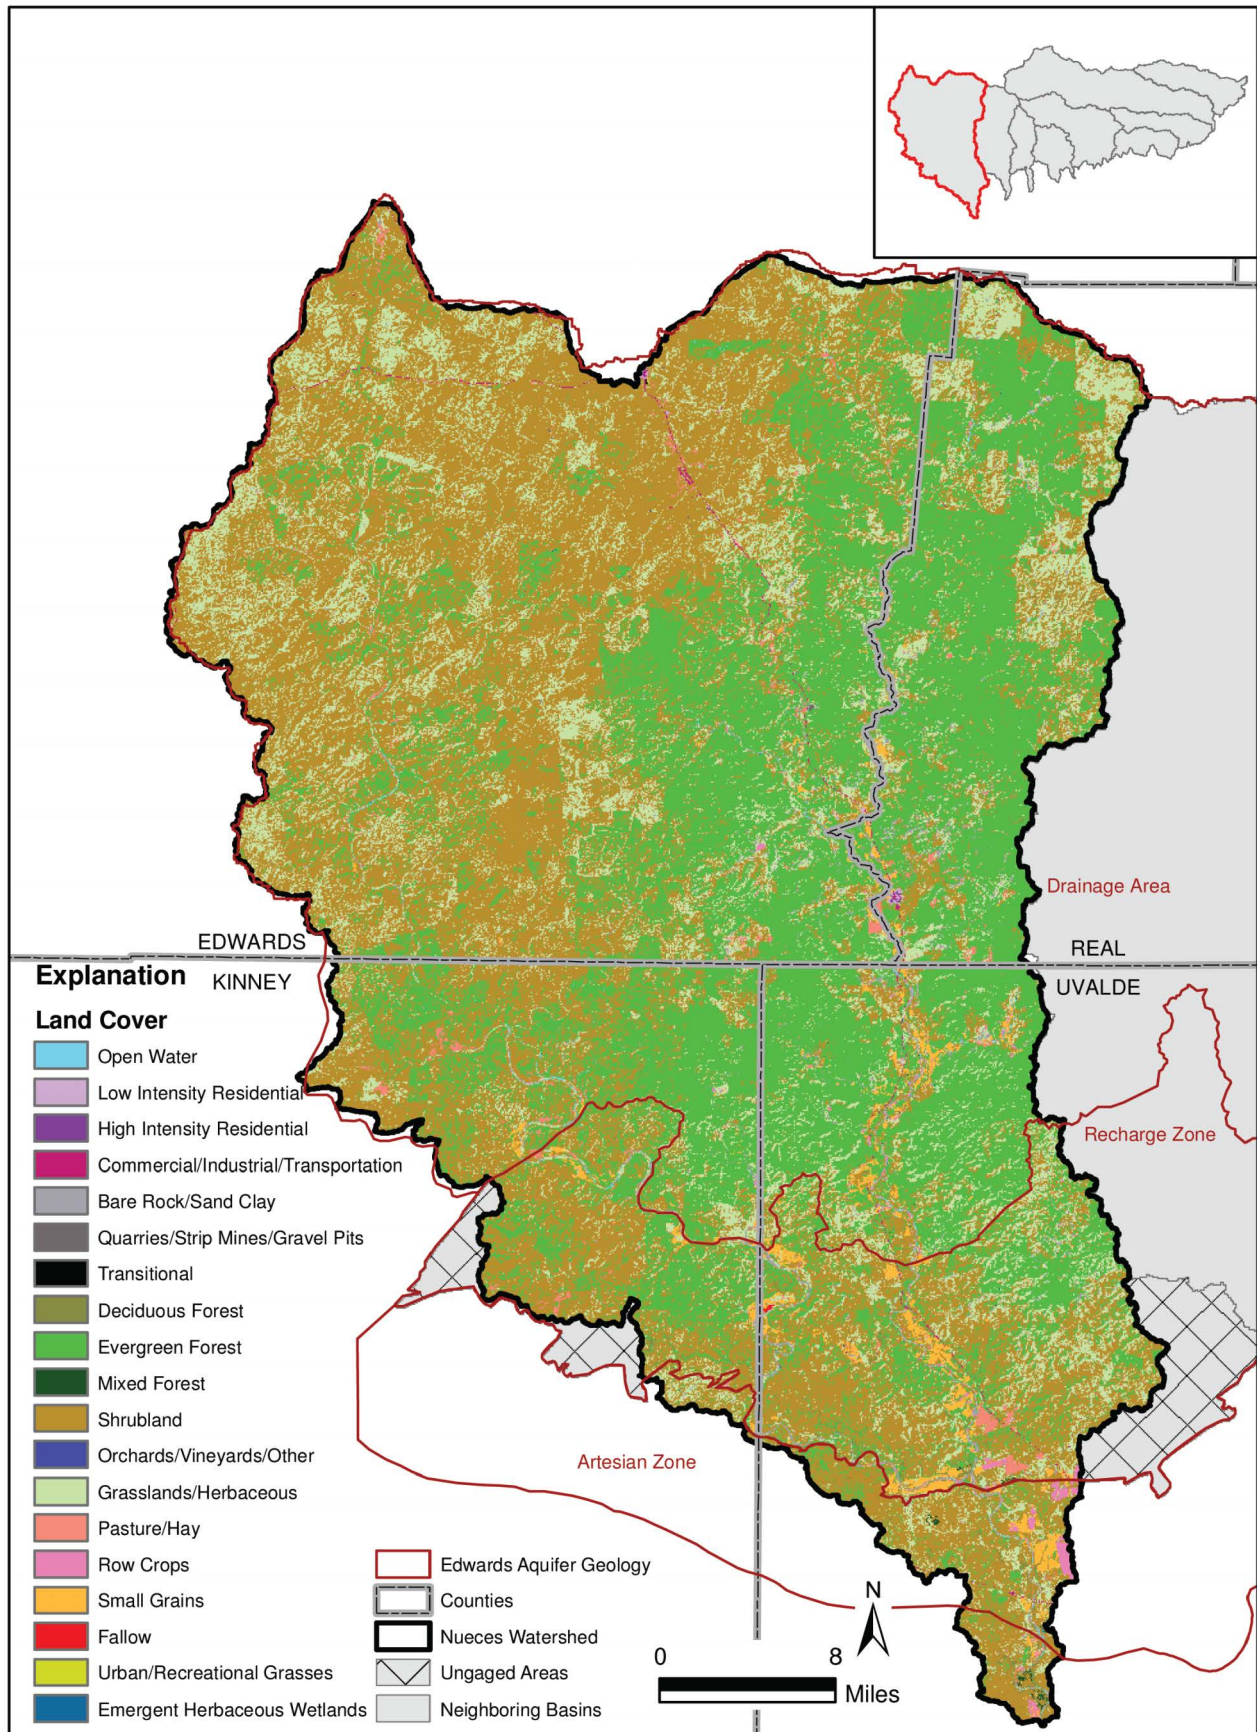 Drainage Area
EDWARDS
REAL
KINNEY
UVALDE
Recharge Zone
Artesian Zone
Explanation
Land Cover
Open Water
Low Intensity Residential
High Intensity Residential
Commercial/Industrial/Transportation
Bare Rock/Sand Clay
Quarries/Strip Mines/Gravel Pits
Transitional
Deciduous Forest
Evergreen Forest
Mixed Forest
Shrubland
Orchards/Vineyards/Other
Grasslands/Herbaceous
Pasture/Hay
Row Crops
Small Grains
Fallow
Urban/Recreational Grasses
Emergent Herbaceous Wetlands
Edwards Aquifer Geology
Counties
Nueces Watershed
Ungaged Areas
Neighboring Basins
N
0 8
Miles